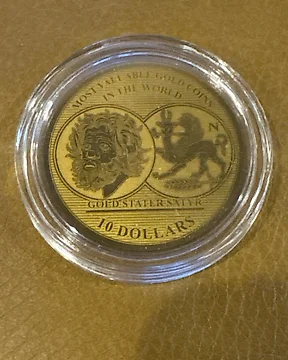 MOST VALUABLE GOLD COINS
IN THE WORLD
GOLD STATER SATYR
10 DOLLARS